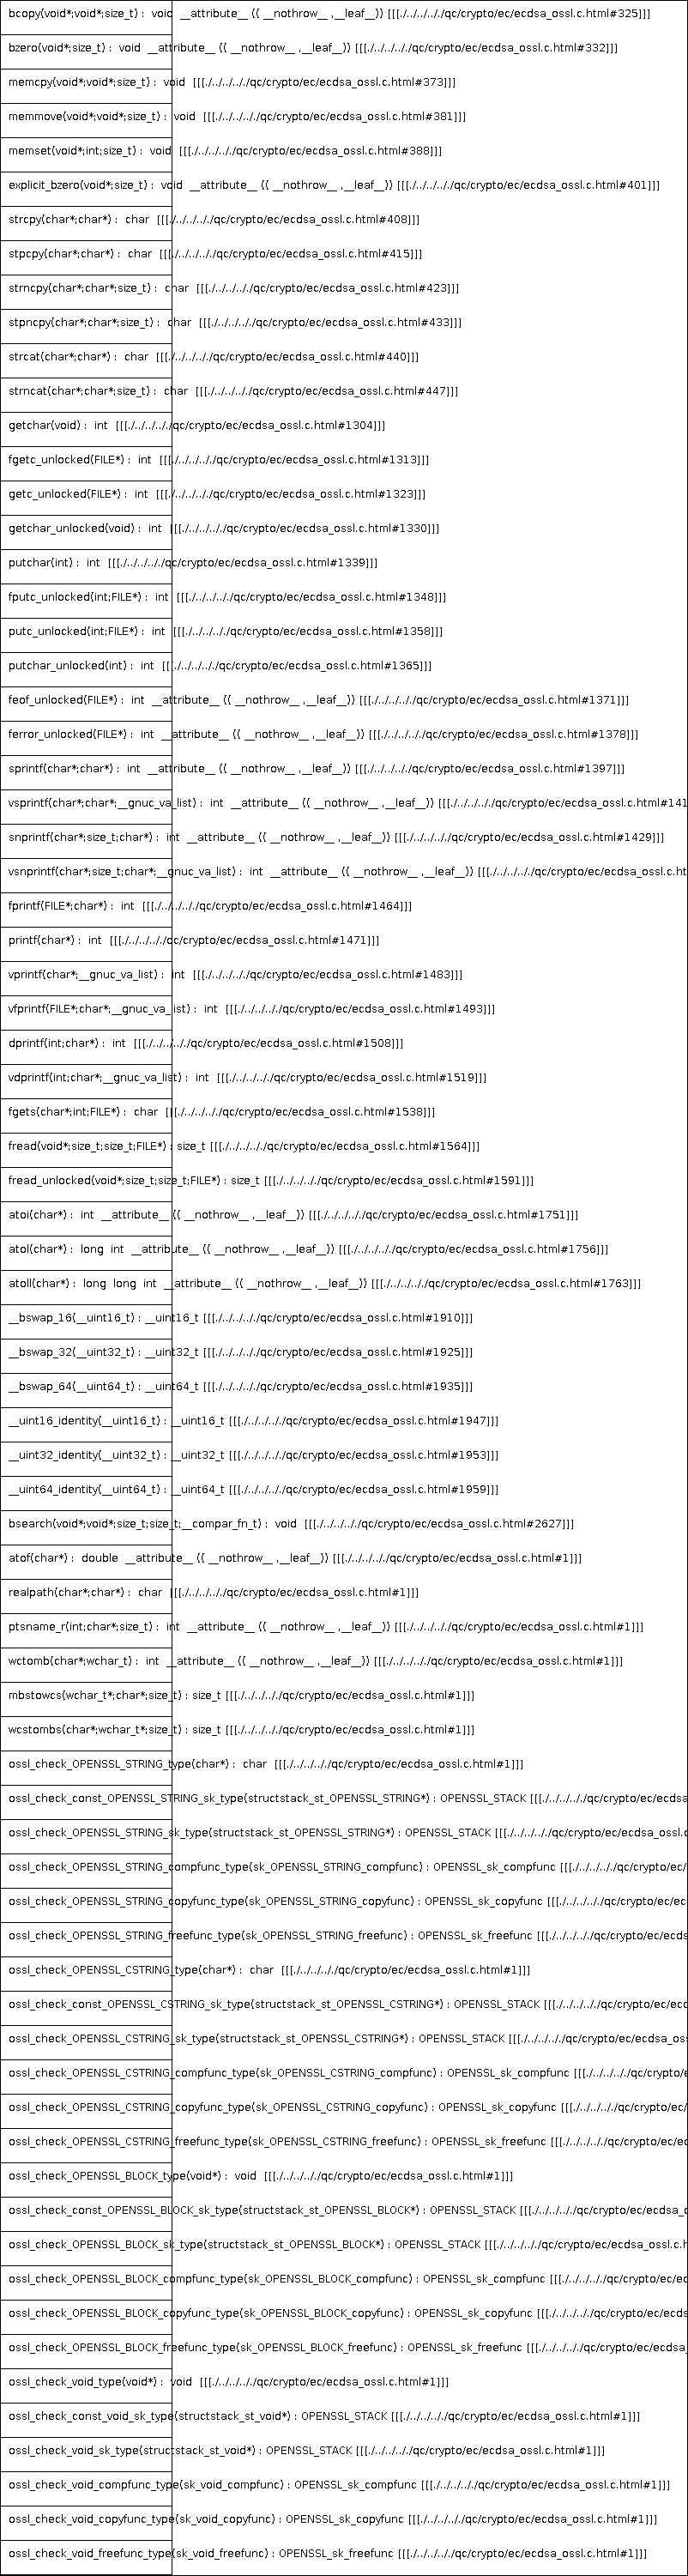 bcopy(void*;void*;size_t) : void __attribute__ (( __nothrow__ ,__leaf__)) [[[./../../../qc/crypto/ec/ecdsa_ossl.c.html#325]]]
bzero(void*;size_t) : void __attribute__ (( __nothrow__ ,__leaf__)) [[[./../../../qc/crypto/ec/ecdsa_ossl.c.html#332]]]
memcpy(void*;void*;size_t) : void [[[./../../../qc/crypto/ec/ecdsa_ossl.c.html#373]]]
memmove(void*;void*;size_t) : void [[[./../../../qc/crypto/ec/ecdsa_ossl.c.html#381]]]
memset(void*;int;size_t) : void [[[./../../../qc/crypto/ec/ecdsa_ossl.c.html#388]]]
explicit_bzero(void*;size_t) : void __attribute__ (( __nothrow__ ,__leaf__)) [[[./../../../qc/crypto/ec/ecdsa_ossl.c.html#401]]]
strcpy(char*;char*) : char [[[./../../../qc/crypto/ec/ecdsa_ossl.c.html#408]]]
stpcpy(char*;char*) : char [[[./../../../qc/crypto/ec/ecdsa_ossl.c.html#415]]]
strncpy(char*;char*;size_t) : char [[[./../../../qc/crypto/ec/ecdsa_ossl.c.html#423]]]
stpncpy(char*;char*;size_t) : char [[[./../../../qc/crypto/ec/ecdsa_ossl.c.html#433]]]
strcat(char*;char*) : char [[[./../../../qc/crypto/ec/ecdsa_ossl.c.html#440]]]
strncat(char*;char*;size_t) : char [[[./../../../qc/crypto/ec/ecdsa_ossl.c.html#447]]]
getchar(void) : int [[[./../../../qc/crypto/ec/ecdsa_ossl.c.html#1304]]]
fgetc_unlocked(FILE*) : int [[[./../../../qc/crypto/ec/ecdsa_ossl.c.html#1313]]]
getc_unlocked(FILE*) : int [[[./../../../qc/crypto/ec/ecdsa_ossl.c.html#1323]]]
getchar_unlocked(void) : int [[[./../../../qc/crypto/ec/ecdsa_ossl.c.html#1330]]]
putchar(int) : int [[[./../../../qc/crypto/ec/ecdsa_ossl.c.html#1339]]]
fputc_unlocked(int;FILE*) : int [[[./../../../qc/crypto/ec/ecdsa_ossl.c.html#1348]]]
putc_unlocked(int;FILE*) : int [[[./../../../qc/crypto/ec/ecdsa_ossl.c.html#1358]]]
putchar_unlocked(int) : int [[[./../../../qc/crypto/ec/ecdsa_ossl.c.html#1365]]]
feof_unlocked(FILE*) : int __attribute__ (( __nothrow__ ,__leaf__)) [[[./../../../qc/crypto/ec/ecdsa_ossl.c.html#1371]]]
ferror_unlocked(FILE*) : int __attribute__ (( __nothrow__ ,__leaf__)) [[[./../../../qc/crypto/ec/ecdsa_ossl.c.html#1378]]]
sprintf(char*;char*) : int __attribute__ (( __nothrow__ ,__leaf__)) [[[./../../../qc/crypto/ec/ecdsa_ossl.c.html#1397]]]
vsprintf(char*;char*;__gnuc_va_list) : int __attribute__ (( __nothrow__ ,__leaf__)) [[[./../../../qc/crypto/ec/ecdsa_ossl.c.html#141
snprintf(char*;size_t;char*) : int __attribute__ (( __nothrow__ ,__leaf__)) [[[./../../../qc/crypto/ec/ecdsa_ossl.c.html#1429]]]
vsnprintf(char*;size_t;char*;__gnuc_va_list) : int __attribute__ (( __nothrow__ ,__leaf__)) [[[./../../../qc/crypto/ec/ecdsa_ossl.c.ht
fprintf(FILE*;char*) : int [[[./../../../qc/crypto/ec/ecdsa_ossl.c.html#1464]]]
printf(char*) : int [[[./../../../qc/crypto/ec/ecdsa_ossl.c.html#1471]]]
vprintf(char*;__gnuc_va_list) : int [[[./../../../qc/crypto/ec/ecdsa_ossl.c.html#1483]]]
vfprintf(FILE*;char*;__gnuc_va_list) : int [[[./../../../qc/crypto/ec/ecdsa_ossl.c.html#1493]]]
dprintf(int;char*) : int [[[./../../../qc/crypto/ec/ecdsa_ossl.c.html#1508]]]
vdprintf(int;char*;__gnuc_va_list) : int [[[./../../../qc/crypto/ec/ecdsa_ossl.c.html#1519]]]
fgets(char*;int;FILE*) : char [[[./../../../qc/crypto/ec/ecdsa_ossl.c.html#1538]]]
fread(void*;size_t;size_t;FILE*) : size_t [[[./../../../qc/crypto/ec/ecdsa_ossl.c.html#1564]]]
fread_unlocked(void*;size_t;size_t;FILE*) : size_t [[[./../../../qc/crypto/ec/ecdsa_ossl.c.html#1591]]]
atoi(char*) : int __attribute__ (( __nothrow__ ,__leaf__)) [[[./../../../qc/crypto/ec/ecdsa_ossl.c.html#1751]]]
atol(char*) : long int __attribute__ (( __nothrow__ ,__leaf__)) [[[./../../../qc/crypto/ec/ecdsa_ossl.c.html#1756]]]
atoll(char*) : long long int __attribute__ (( __nothrow__ ,__leaf__)) [[[./../../../qc/crypto/ec/ecdsa_ossl.c.html#1763]]]
__bswap_16(__uint16_t) : __uint16_t [[[./../../../qc/crypto/ec/ecdsa_ossl.c.html#1910]]]
__bswap_32(__uint32_t) : __uint32_t [[[./../../../qc/crypto/ec/ecdsa_ossl.c.html#1925]]]
__bswap_64(__uint64_t) : __uint64_t [[[./../../../qc/crypto/ec/ecdsa_ossl.c.html#1935]]]
__uint16_identity(__uint16_t) : __uint16_t [[[./../../../qc/crypto/ec/ecdsa_ossl.c.html#1947]]]
__uint32_identity(__uint32_t) : __uint32_t [[[./../../../qc/crypto/ec/ecdsa_ossl.c.html#1953]]]
__uint64_identity(__uint64_t) : __uint64_t [[[./../../../qc/crypto/ec/ecdsa_ossl.c.html#1959]]]
bsearch(void*;void*;size_t;size_t;__compar_fn_t) : void [[[./../../../qc/crypto/ec/ecdsa_ossl.c.html#2627]]]
atof(char*) : double __attribute__ (( __nothrow__ ,__leaf__)) [[[./../../../qc/crypto/ec/ecdsa_ossl.c.html#1]]]
realpath(char*;char*) : char [[[./../../../qc/crypto/ec/ecdsa_ossl.c.html#1]]]
ptsname_r(int;char*;size_t) : int __attribute__ (( __nothrow__ ,__leaf__)) [[[./../../../qc/crypto/ec/ecdsa_ossl.c.html#1]]]
wctomb(char*;wchar_t) : int __attribute__ (( __nothrow__ ,__leaf__)) [[[./../../../qc/crypto/ec/ecdsa_ossl.c.html#1]]]
mbstowcs(wchar_t*;char*;size_t) : size_t [[[./../../../qc/crypto/ec/ecdsa_ossl.c.html#1]]]
wcstombs(char*;wchar_t*;size_t) : size_t [[[./../../../qc/crypto/ec/ecdsa_ossl.c.html#1]]]
ossl_check_OPENSSL_STRING_type(char*) : char [[[./../../../qc/crypto/ec/ecdsa_ossl.c.html#1]]]
ossl_check_const_OPENSSL_STRING_sk_type(structstack_st_OPENSSL_STRING*) : OPENSSL_STACK [[[./../../../qc/crypto/ec/ecdsa
ossl_check_OPENSSL_STRING_sk_type(structstack_st_OPENSSL_STRING*) : OPENSSL_STACK [[[./../../../qc/crypto/ec/ecdsa_ossl.c
ossl_check_OPENSSL_STRING_compfunc_type(sk_OPENSSL_STRING_compfunc) : OPENSSL_sk_compfunc [[[./../../../qc/crypto/ec/
ossl_check_OPENSSL_STRING_copyfunc_type(sk_OPENSSL_STRING_copyfunc) : OPENSSL_sk_copyfunc [[[./../../../qc/crypto/ec/ec
ossl_check_OPENSSL_STRING_freefunc_type(sk_OPENSSL_STRING_freefunc) : OPENSSL_sk_freefunc [[[./../../../qc/crypto/ec/ecds
ossl_check_OPENSSL_CSTRING_type(char*) : char [[[./../../../qc/crypto/ec/ecdsa_ossl.c.html#1]]]
ossl_check_const_OPENSSL_CSTRING_sk_type(structstack_st_OPENSSL_CSTRING*) : OPENSSL_STACK [[[./../../../qc/crypto/ec/ecd
ossl_check_OPENSSL_CSTRING_sk_type(structstack_st_OPENSSL_CSTRING*) : OPENSSL_STACK [[[./../../../qc/crypto/ec/ecdsa_oss
ossl_check_OPENSSL_CSTRING_compfunc_type(sk_OPENSSL_CSTRING_compfunc) : OPENSSL_sk_compfunc [[[./../../../qc/crypto/e
ossl_check_OPENSSL_CSTRING_copyfunc_type(sk_OPENSSL_CSTRING_copyfunc) : OPENSSL_sk_copyfunc [[[./../../../qc/crypto/ec/
ossl_check_OPENSSL_CSTRING_freefunc_type(sk_OPENSSL_CSTRING_freefunc) : OPENSSL_sk_freefunc [[[./../../../qc/crypto/ec/ec
ossl_check_OPENSSL_BLOCK_type(void*) : void [[[./../../../qc/crypto/ec/ecdsa_ossl.c.html#1]]]
ossl_check_const_OPENSSL_BLOCK_sk_type(structstack_st_OPENSSL_BLOCK*) : OPENSSL_STACK [[[./../../../qc/crypto/ec/ecdsa_o
ossl_check_OPENSSL_BLOCK_sk_type(structstack_st_OPENSSL_BLOCK*) : OPENSSL_STACK [[[./../../../qc/crypto/ec/ecdsa_ossl.c.h
ossl_check_OPENSSL_BLOCK_compfunc_type(sk_OPENSSL_BLOCK_compfunc) : OPENSSL_sk_compfunc [[[./../../../qc/crypto/ec/ec
ossl_check_OPENSSL_BLOCK_copyfunc_type(sk_OPENSSL_BLOCK_copyfunc) : OPENSSL_sk_copyfunc [[[./../../../qc/crypto/ec/ecds
ossl_check_OPENSSL_BLOCK_freefunc_type(sk_OPENSSL_BLOCK_freefunc) : OPENSSL_sk_freefunc [[[./../../../qc/crypto/ec/ecdsa_
ossl_check_void_type(void*) : void [[[./../../../qc/crypto/ec/ecdsa_ossl.c.html#1]]]
ossl_check_const_void_sk_type(structstack_st_void*) : OPENSSL_STACK [[[./../../../qc/crypto/ec/ecdsa_ossl.c.html#1]]]
ossl_check_void_sk_type(structstack_st_void*) : OPENSSL_STACK [[[./../../../qc/crypto/ec/ecdsa_ossl.c.html#1]]]
ossl_check_void_compfunc_type(sk_void_compfunc) : OPENSSL_sk_compfunc [[[./../../../qc/crypto/ec/ecdsa_ossl.c.html#1]]]
ossl_check_void_copyfunc_type(sk_void_copyfunc) : OPENSSL_sk_copyfunc [[[./../../../qc/crypto/ec/ecdsa_ossl.c.html#1]]]
ossl_check_void_freefunc_type(sk_void_freefunc) : OPENSSL_sk_freefunc [[[./../../../qc/crypto/ec/ecdsa_ossl.c.html#1]]]